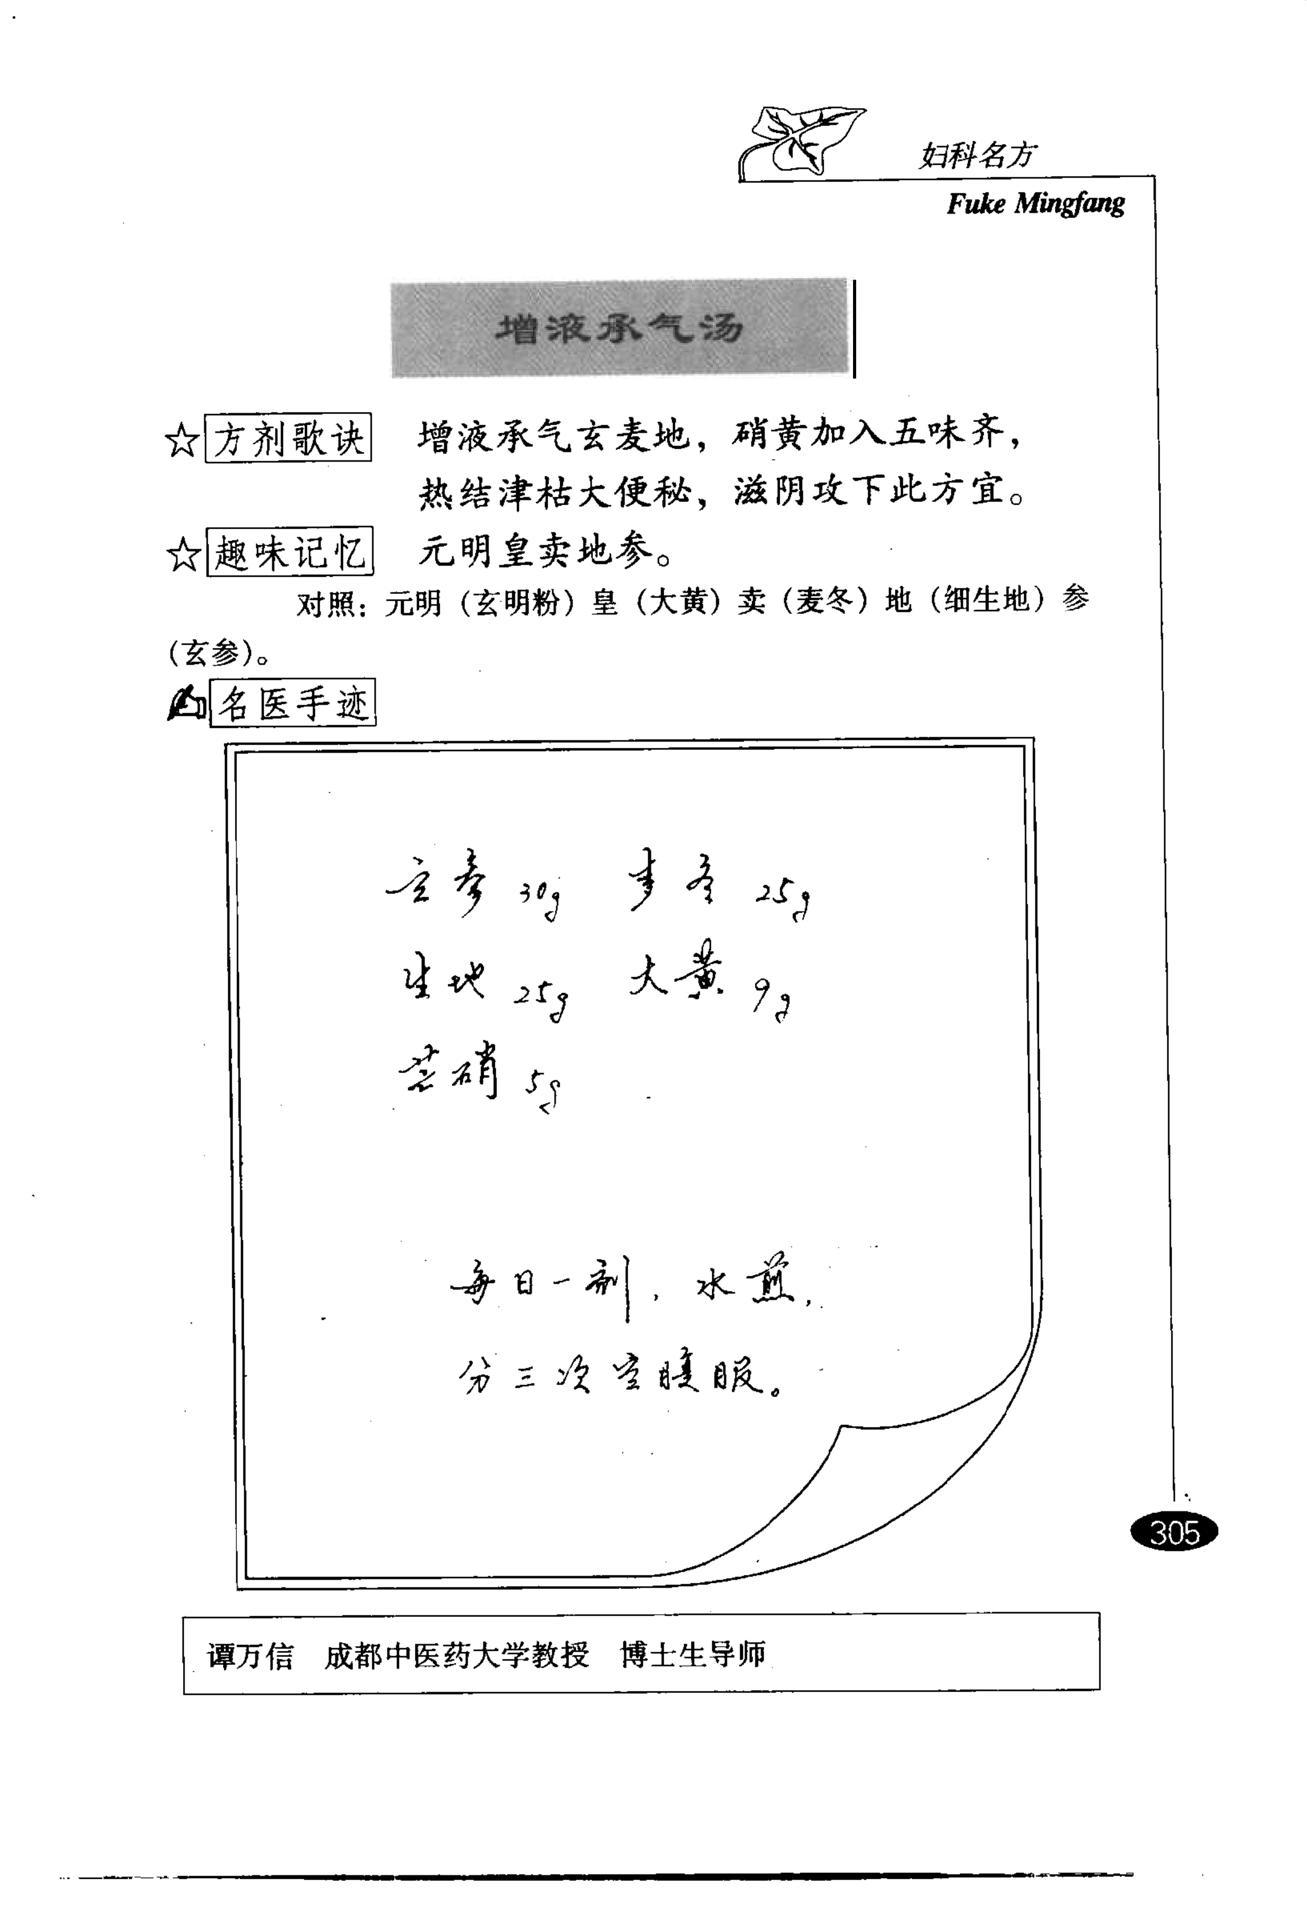 妇科名方
Fuke Mingfang
增液承气汤
☆方剂歌诀 增液承气玄麦地，硝黄加入五味齐，
热结津枯大便秘，滋阴攻下此方宜。
☆趣味记忆 元明皇卖地参。
对照：元明（玄明粉）皇（大黄）卖（麦冬）地（细生地）参
（玄参）。
名医手迹
玄参 30g 麦冬 25g
生地 25g 大黄 9g
芒硝 5g
每日一剂，水煎，
分三次空腹服。
305
谭万信 成都中医药大学教授 博士生导师